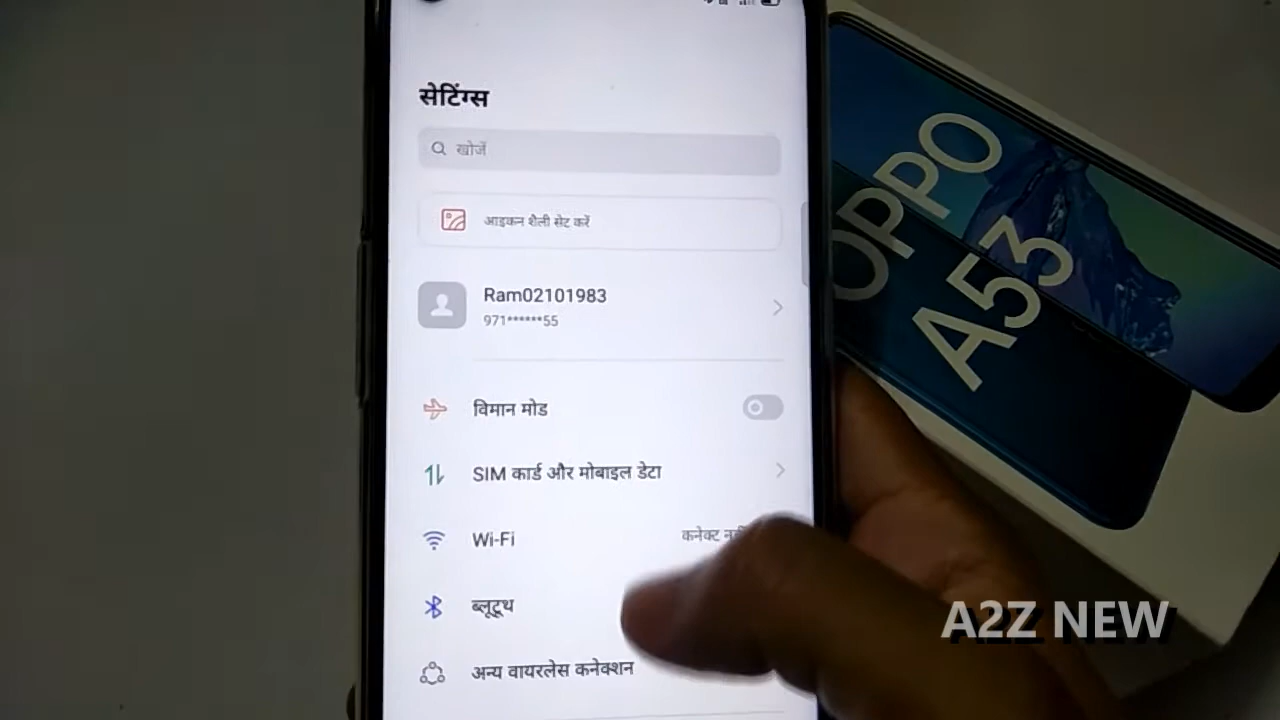 सेटिंग्स
खोजें
आइकन शैली सेट करें
Ram02101983
971******55
विमान मोड
SIM कार्ड और मोबाइल डेटा
Wi-Fi
कनेक्ट
ब्लूटूथ
अन्य वायरलेस कनेक्शन
OPPO
A53
A2Z NEW